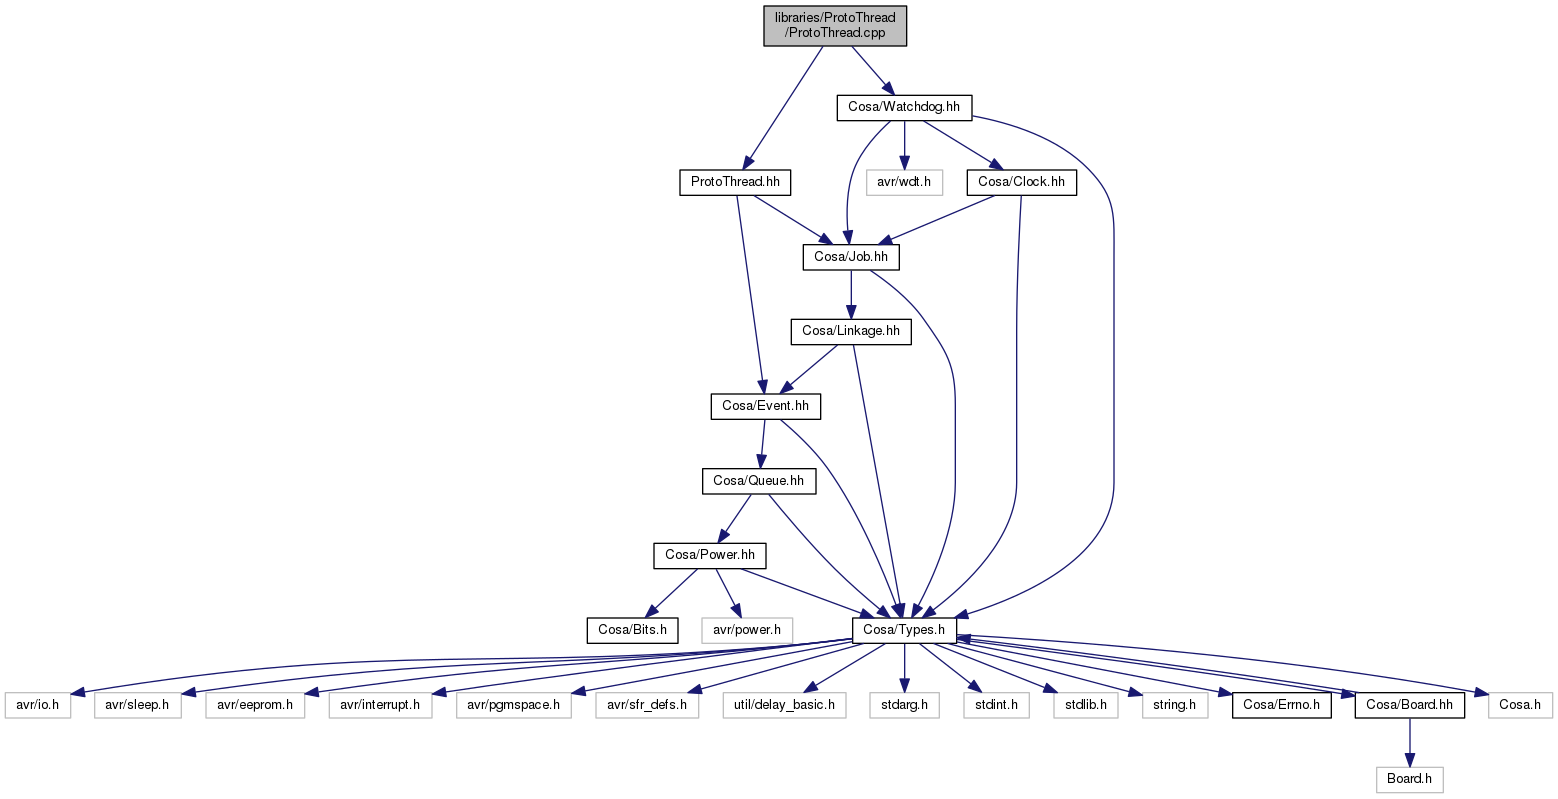 libraries/ProtoThread
/ProtoThread.cpp
Cosa/Watchdog.hh
ProtoThread.hh
avr/wdt.h
Cosa/Clock.hh
Cosa/Job.hh
Cosa/Linkage.hh
Cosa/Event.hh
Cosa/Queue.hh
Cosa/Power.hh
Cosa/Bits.h
avr/power.h
Cosa/Types.h
avr/io.h
avr/sleep.h
avr/eeprom.h
avr/interrupt.h
avr/pgmspace.h
avr/sfr_defs.h
util/delay_basic.h
stdarg.h
stdint.h
stdlib.h
string.h
Cosa/Errno.h
Cosa/Board.hh
Cosa.h
Board.h